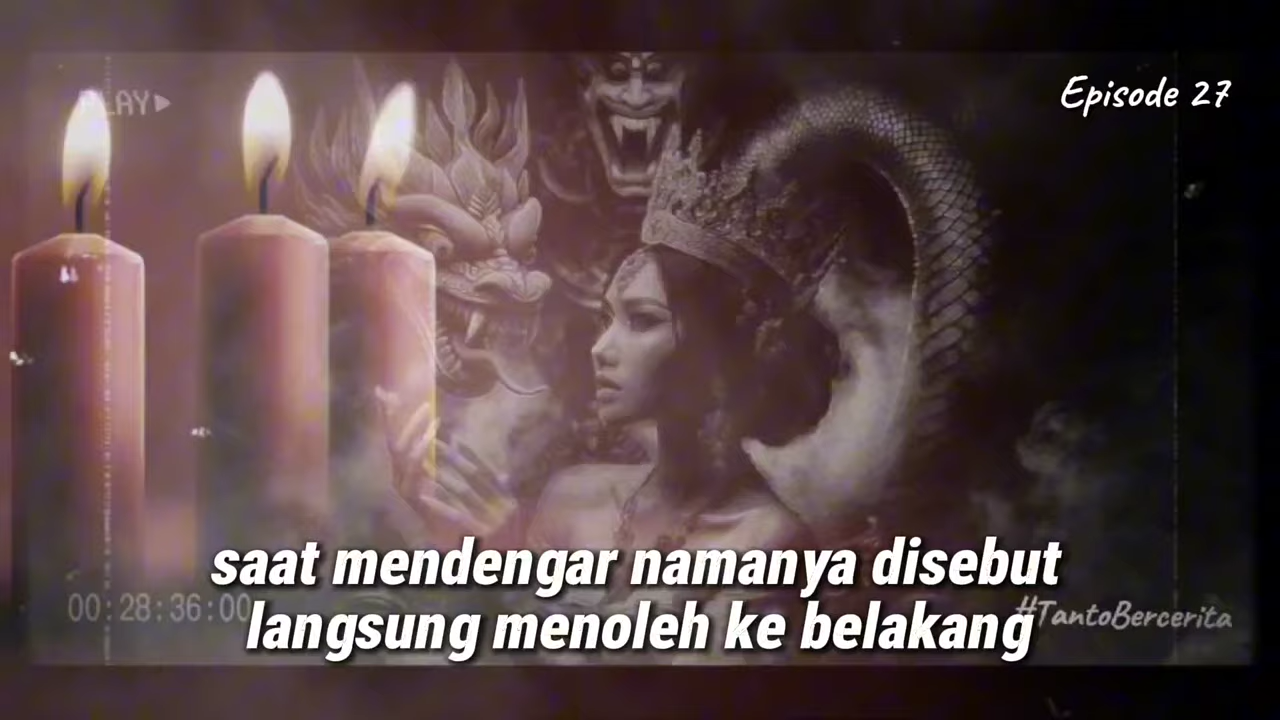 PLAY
Episode 27
saat mendengar namanya disebut
langsung menoleh ke belakang
00:28:36:00
#TantoBercerita